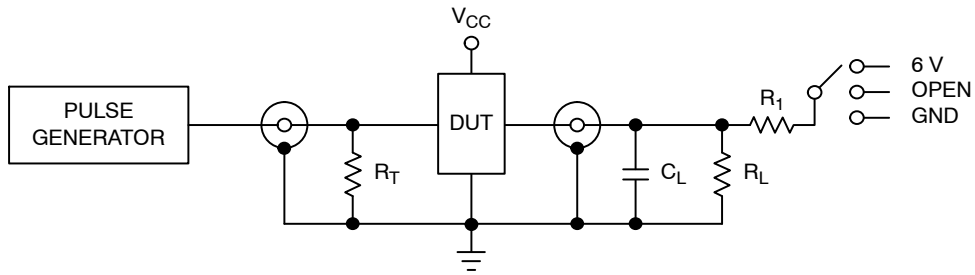 VCC
PULSE
GENERATOR
DUT
RT
CL
RL
R1
6 V
OPEN
GND